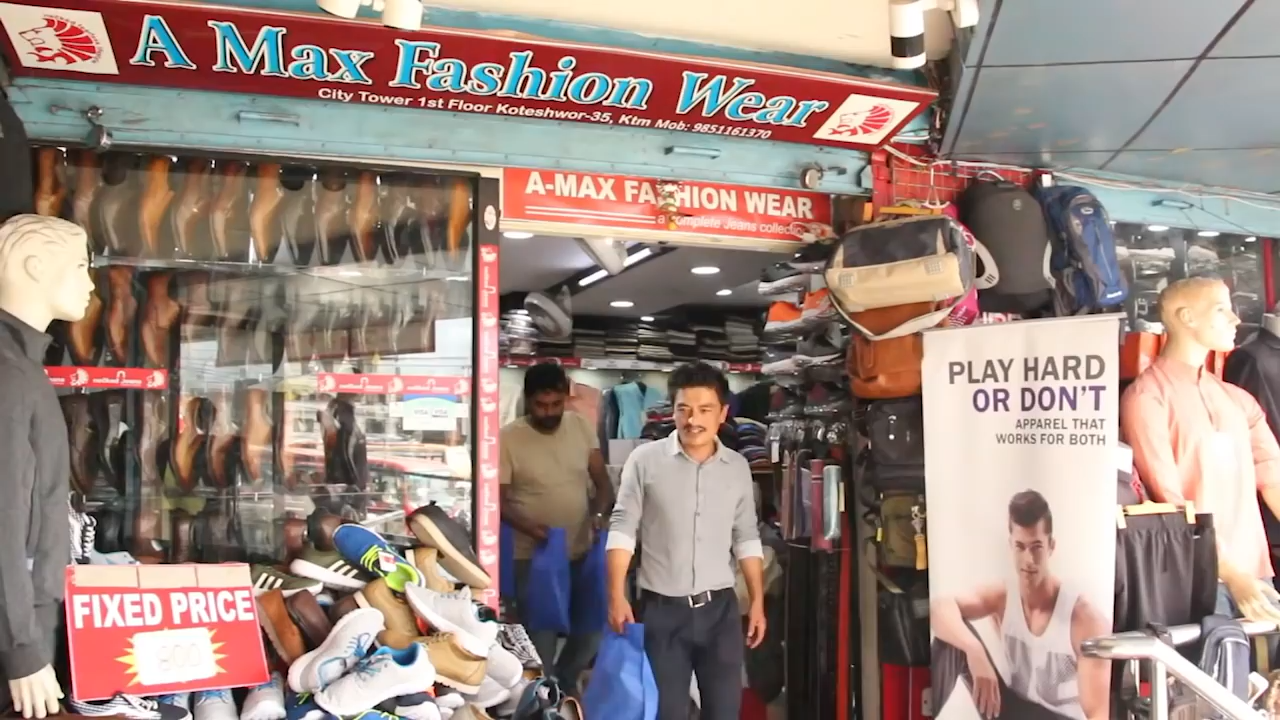 A Max Fashion Wear
City Tower 1st Floor Koteshwor-35, Ktm Mob: 9851161370
A-MAX FASHION WEAR
a complete Jeans collection
PLAY HARD
OR DON'T
APPAREL THAT
WORKS FOR BOTH
FIXED PRICE